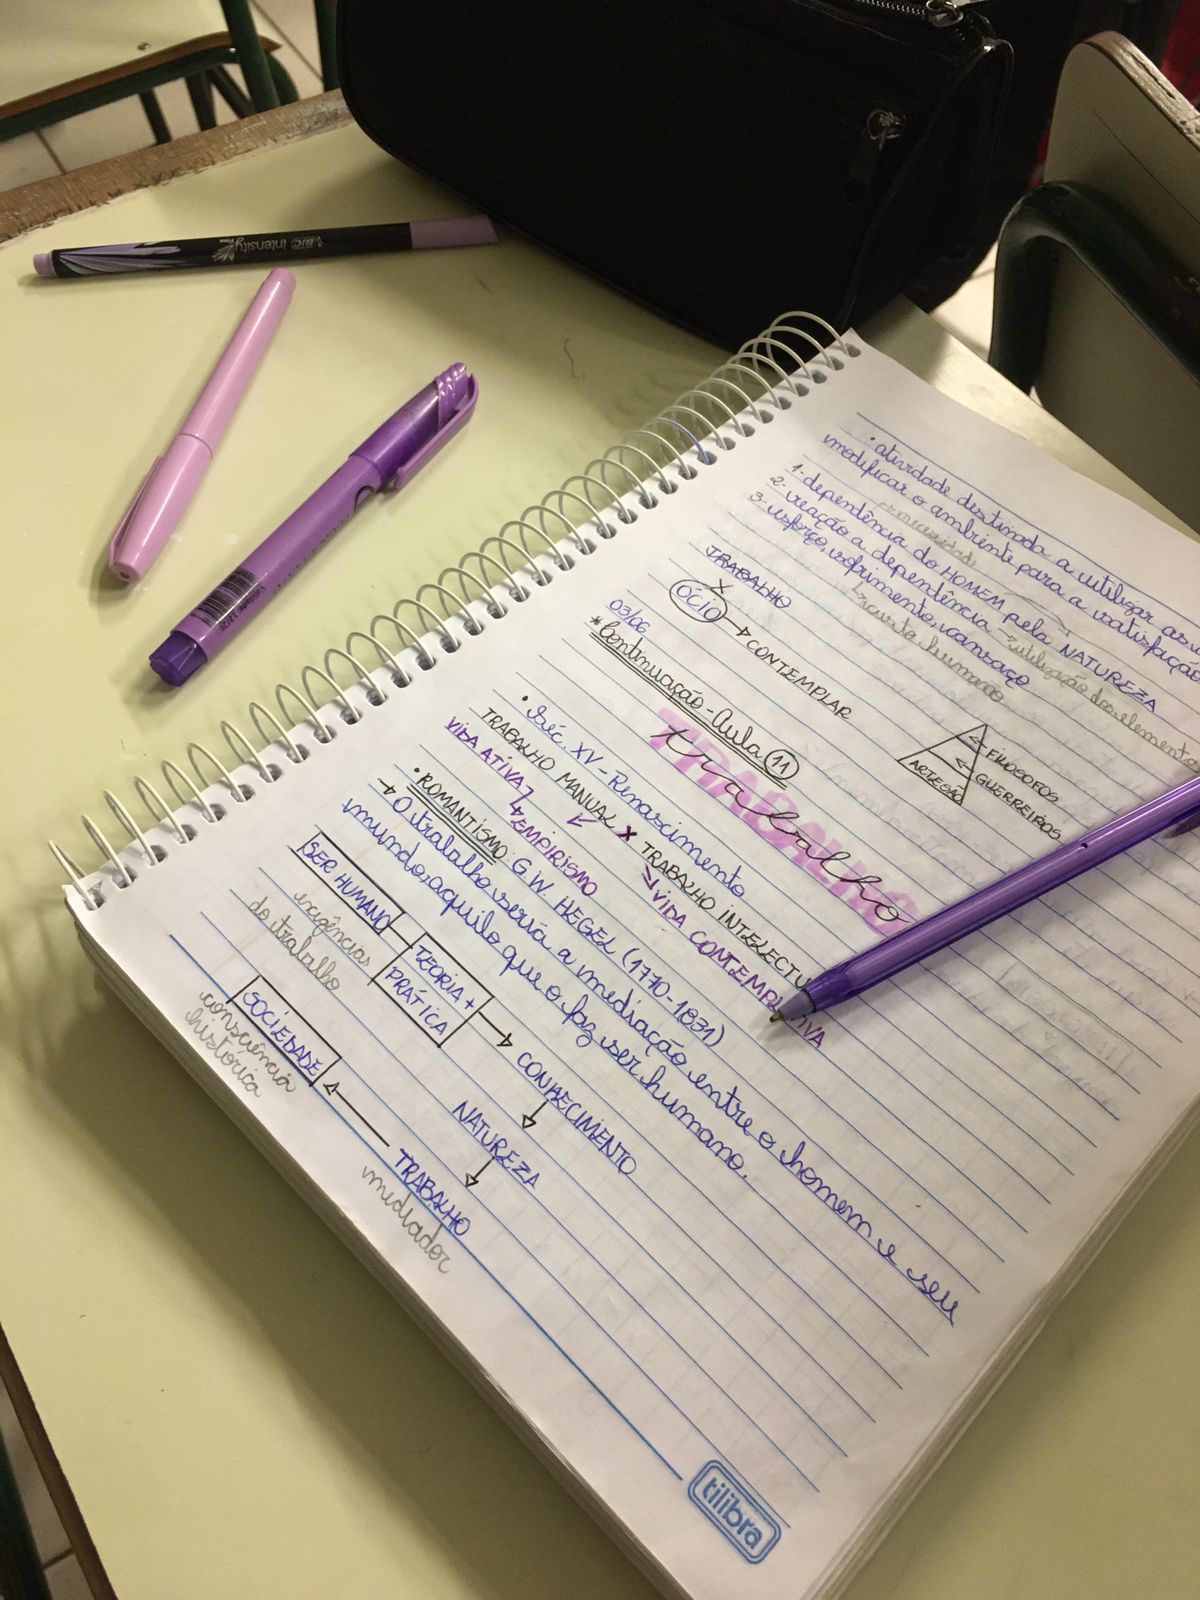 BIC intensity
• atividade destinada a utilizar as
modificar o ambiente para a satisfação
→ necessidade
1- dependência do HOMEM pela NATUREZA
2- reação a dependência → utilização dos elementos
3- esforço, sofrimento, cansaço
↳ custa humano
TRABALHO
X
ÓCIO → CONTEMPLAR
FILÓSOFOS
GUERREIROS
ARTESÃO
03/06
* Continuação - Aula 11
TRABALHO
trabalho
• Séc. XV - Renascimento
TRABALHO MANUAL X TRABALHO INTELECTU
VIDA ATIVA
↳ EMPIRISMO
VIDA CONTEMPLATIVA
• ROMANTISMO: G.W HEGEL (1770-1831)
→ O trabalho seria a mediação entre o homem e seu
mundo, aquilo que o faz ser humano.
SER HUMANO
TEORIA +
PRÁTICA
→ CONHECIMENTO
exigências
do trabalho
NATUREZA
SOCIEDADE
TRABALHO
consciência
histórica
mediador
tilibra